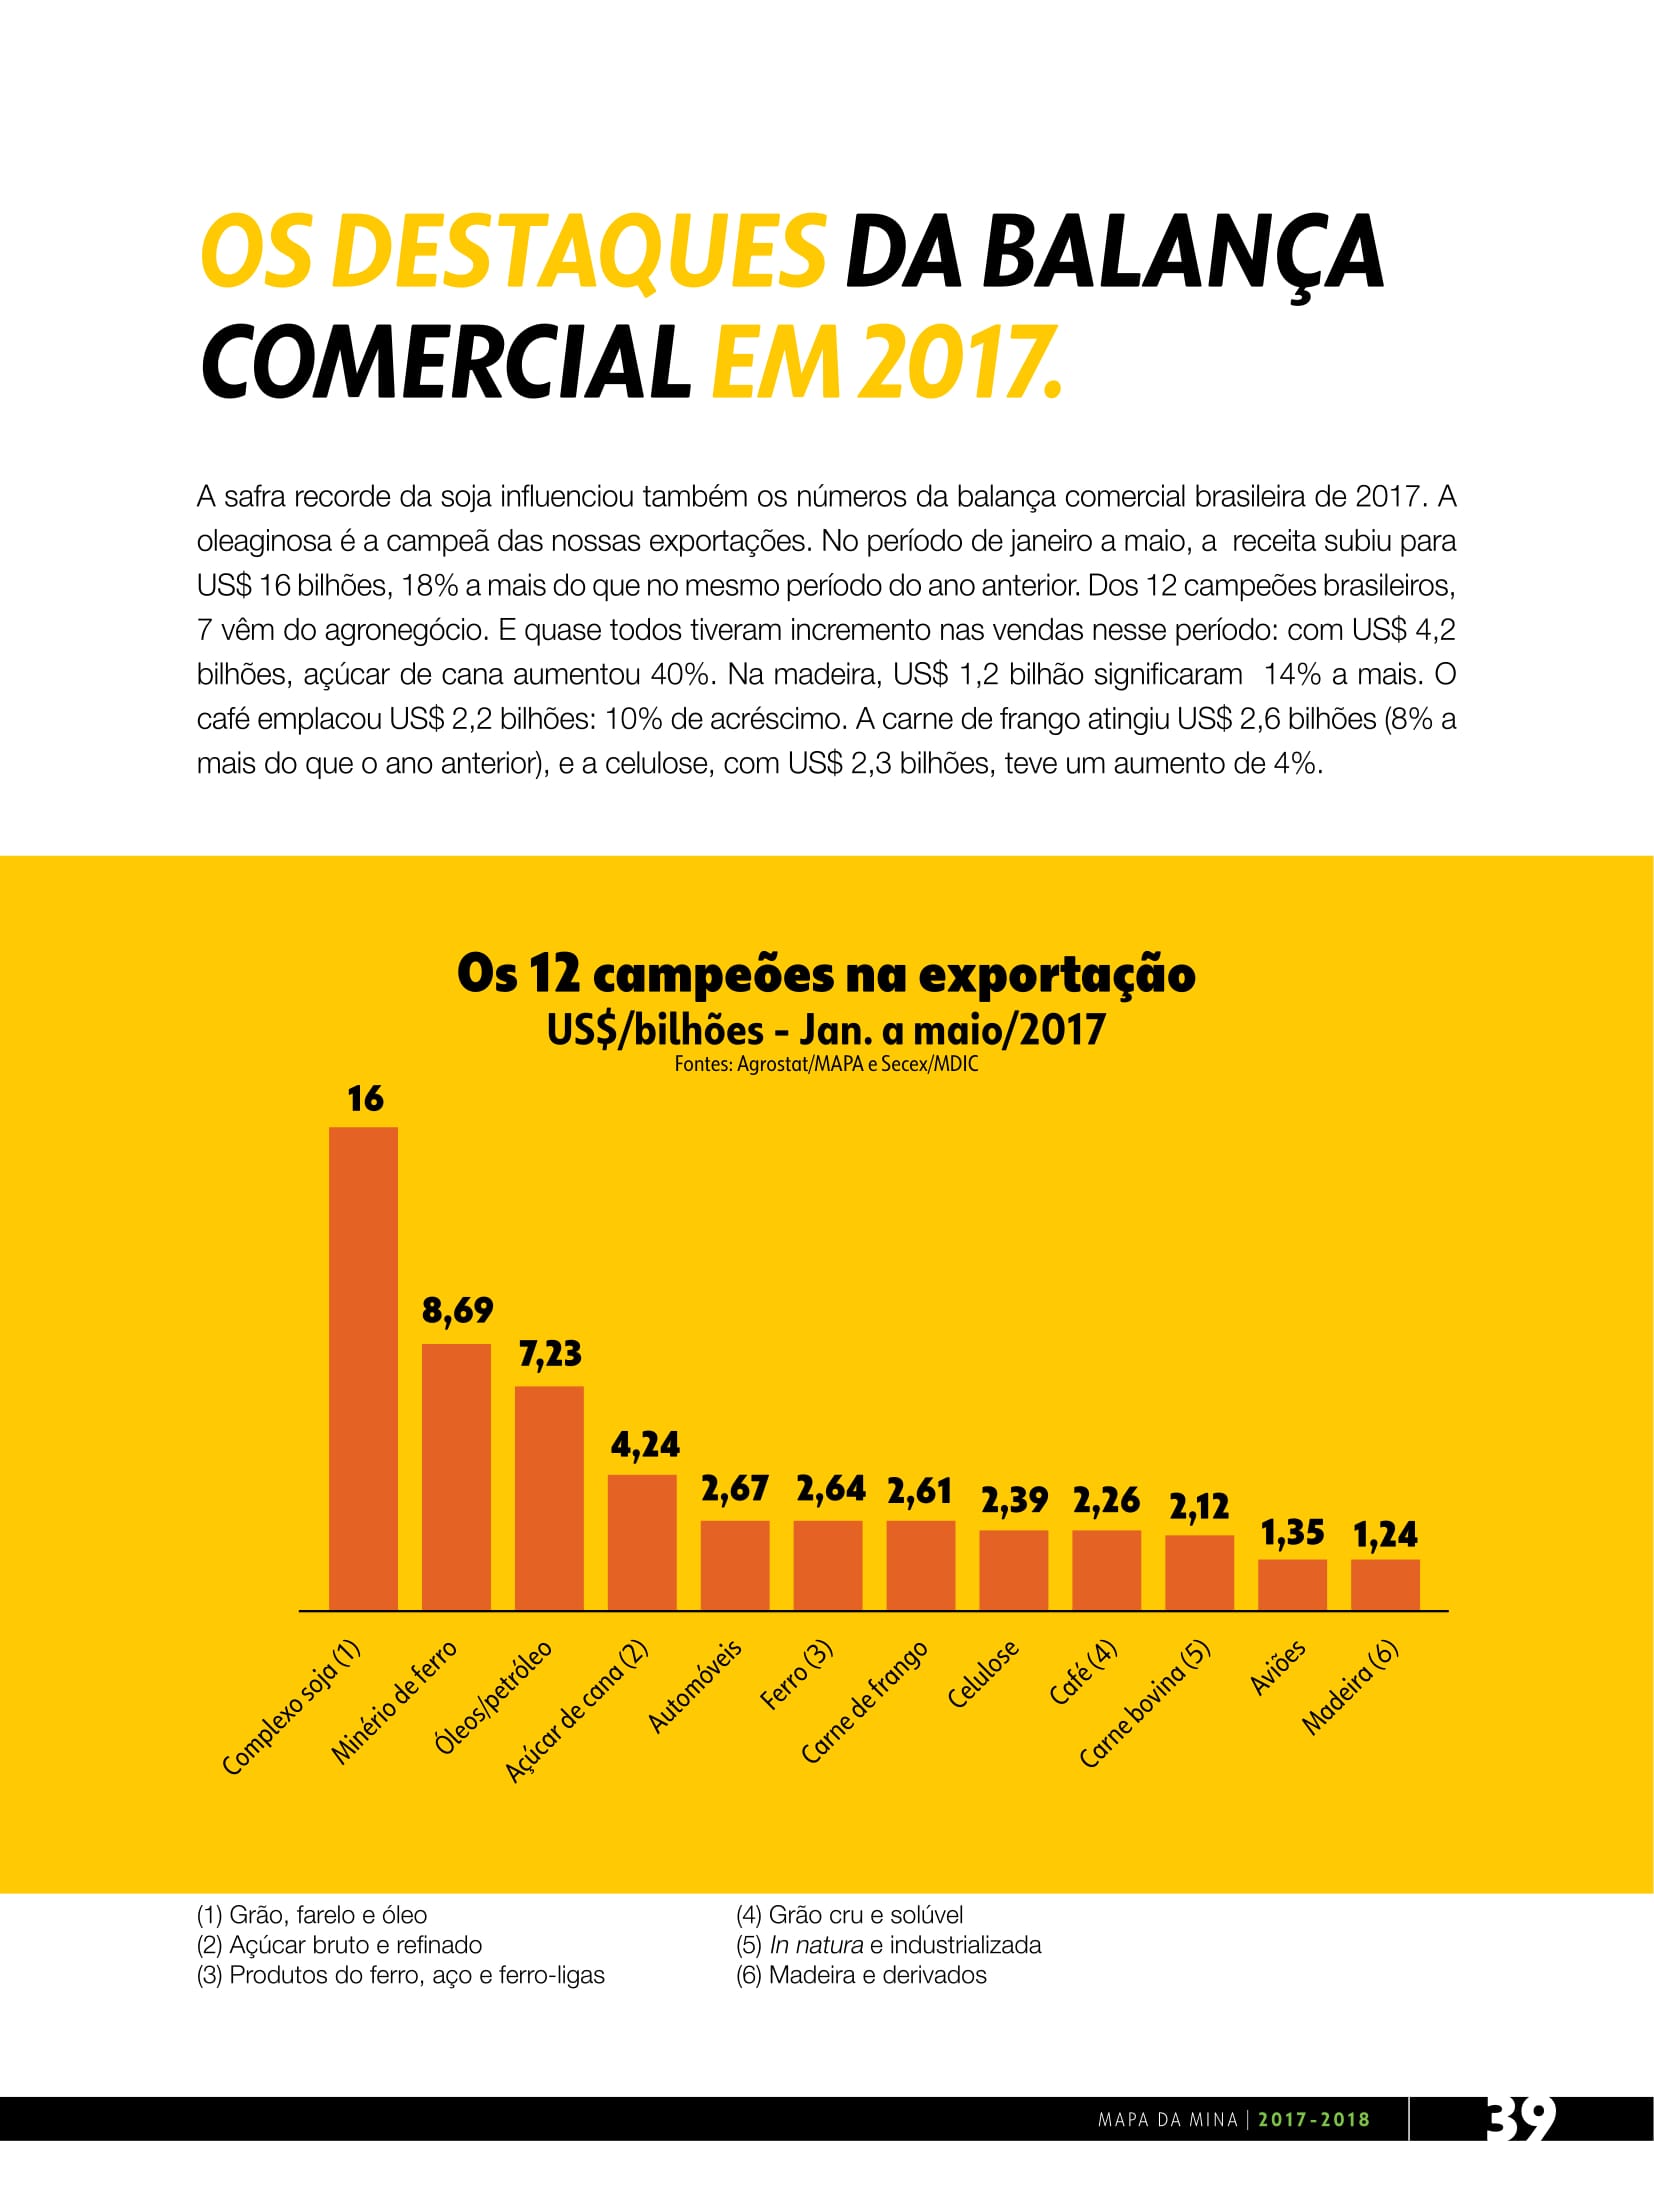 OS DESTAQUES DA BALANÇA
COMERCIAL EM 2017.
A safra recorde da soja influenciou também os números da balança comercial brasileira de 2017. A
oleaginosa é a campeã das nossas exportações. No período de janeiro a maio, a receita subiu para
US$ 16 bilhões, 18% a mais do que no mesmo período do ano anterior. Dos 12 campeões brasileiros,
7 vêm do agronegócio. E quase todos tiveram incremento nas vendas nesse período: com US$ 4,2
bilhões, açúcar de cana aumentou 40%. Na madeira, US$ 1,2 bilhão significaram 14% a mais. O
café emplacou US$ 2,2 bilhões: 10% de acréscimo. A carne de frango atingiu US$ 2,6 bilhões (8% a
mais do que o ano anterior), e a celulose, com US$ 2,3 bilhões, teve um aumento de 4%.
Os 12 campeões na exportação
US$/bilhões - Jan. a maio/2017
Fontes: Agrostat/MAPA e Secex/MDIC
16
8,69
7,23
4,24
2,67
2,64
2,61
2,39
2,26
2,12
1,35
1,24
Complexo soja (1)
Minério de ferro
Óleos/petróleo
Açúcar de cana (2)
Automóveis
Ferro (3)
Carne de frango
Celulose
Café (4)
Carne bovina (5)
Aviões
Madeira (6)
(1) Grão, farelo e óleo
(2) Açúcar bruto e refinado
(3) Produtos do ferro, aço e ferro-ligas
(4) Grão cru e solúvel
(5) In natura e industrializada
(6) Madeira e derivados
MAPA DA MINA | 2017-2018
39